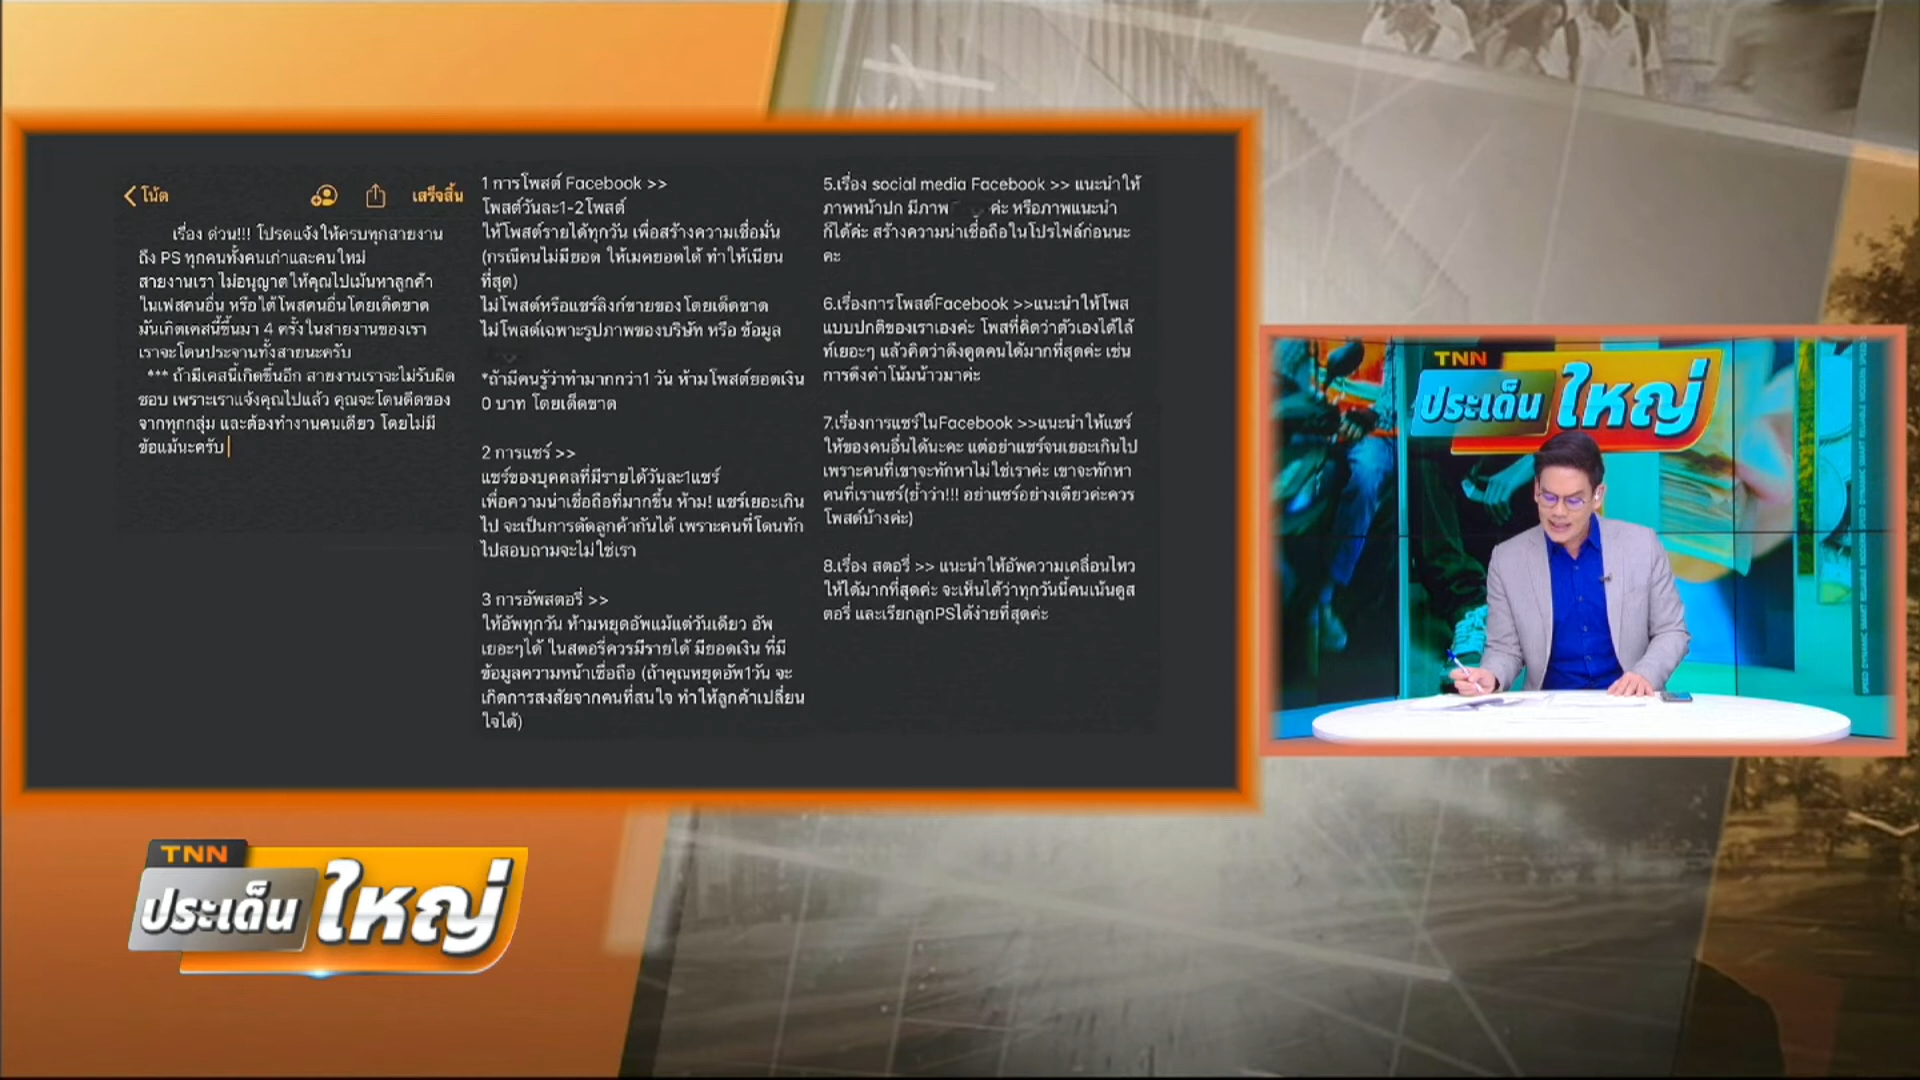 โน้ต
เสร็จสิ้น
เรื่อง ด่วน!!! โปรดแจ้งให้ครบทุกสายงาน
ถึง PS ทุกคนทั้งคนเก่าและคนใหม่
สายงานเรา ไม่อนุญาตให้คุณไปเม้นหาลูกค้า
ในเฟสคนอื่น หรือใต้โพสคนอื่นโดยเด็ดขาด
มันเกิดเคสนี้ขึ้นมา 4 ครั้งในสายงานของเรา
เราจะโดนประจานทั้งสายนะครับ
*** ถ้ามีเคสนี้เกิดขึ้นอีก สายงานเราจะไม่รับผิด
ชอบ เพราะเราแจ้งคุณไปแล้ว คุณจะโดนดีดของ
จากทุกกลุ่ม และต้องทำงานคนเดียว โดยไม่มี
ข้อแม้นะครับ
1 การโพสต์ Facebook >>
โพสต์วันละ1-2โพสต์
ให้โพสต์รายได้ทุกวัน เพื่อสร้างความเชื่อมั่น
(กรณีคนไม่มียอด ให้เมคยอดได้ ทำให้เนียน
ที่สุด)
ไม่โพสต์หรือแชร์ลิงก์ขายของโดยเด็ดขาด
ไม่โพสต์เฉพาะรูปภาพของบริษัท หรือ ข้อมูล
*ถ้ามีคนรู้ว่าทำมากกว่า1 วัน ห้ามโพสต์ยอดเงิน
0 บาท โดยเด็ดขาด
2 การแชร์ >>
แชร์ของบุคคลที่มีรายได้วันละ1แชร์
เพื่อความน่าเชื่อถือที่มากขึ้น ห้าม! แชร์เยอะเกิน
ไป จะเป็นการตัดลูกค้ากันได้ เพราะคนที่โดนทัก
ไปสอบถามจะไม่ใช่เรา
3 การอัพสตอรี่ >>
ให้อัพทุกวัน ห้ามหยุดอัพแม้แต่วันเดียว อัพ
เยอะๆได้ ในสตอรี่ควรมีรายได้ มียอดเงิน ที่มี
ข้อมูลความหน้าเชื่อถือ (ถ้าคุณหยุดอัพ1วัน จะ
เกิดการสงสัยจากคนที่สนใจ ทำให้ลูกค้าเปลี่ยน
ใจได้)
5.เรื่อง social media Facebook >> แนะนำให้
ภาพหน้าปก มีภาพ ค่ะ หรือภาพแนะนำ
ก็ได้ค่ะ สร้างความน่าเชื่อถือในโปรไฟล์ก่อนนะ
คะ
6.เรื่องการโพสต์Facebook >>แนะนำให้โพส
แบบปกติของเราเองค่ะ โพสที่คิดว่าตัวเองได้ไล้
ท์เยอะๆ แล้วคิดว่าดึงดูดคนได้มากที่สุดค่ะ เช่น
การดึงดำโน้มน้าวมาค่ะ
7.เรื่องการแชร์ในFacebook >>แนะนำให้แชร์
ให้ของคนอื่นได้นะคะ แต่อย่าแชร์จนเยอะเกินไป
เพราะคนที่เขาจะทักหาไม่ใช่เราค่ะ เขาจะทักหา
คนที่เราแชร์(ย้ำว่า!!! อย่าแชร์อย่างเดียวค่ะควร
โพสต์บ้างค่ะ)
8.เรื่อง สตอรี่ >> แนะนำให้อัพความเคลื่อนไหว
ให้ได้มากที่สุดค่ะ จะเห็นได้ว่าทุกวันนี้คนเน้นดูส
ตอรี่ และเรียกลูกPSได้ง่ายที่สุดค่ะ
TNN
ประเด็นใหญ่
TNN
ประเด็นใหญ่